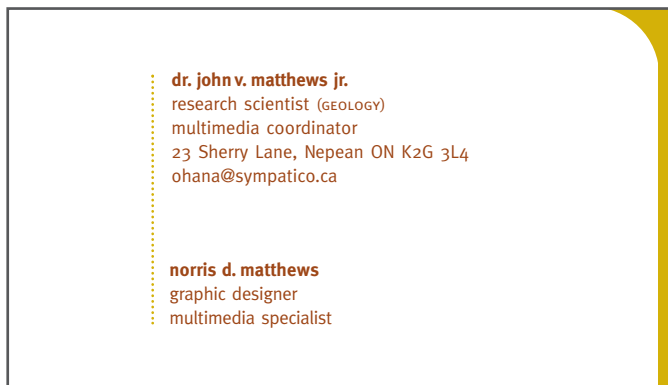 dr. john v. matthews jr.
research scientist (GEOLOGY)
multimedia coordinator
23 Sherry Lane, Nepean ON K2G 3L4
ohana@sympatico.ca
norris d. matthews
graphic designer
multimedia specialist